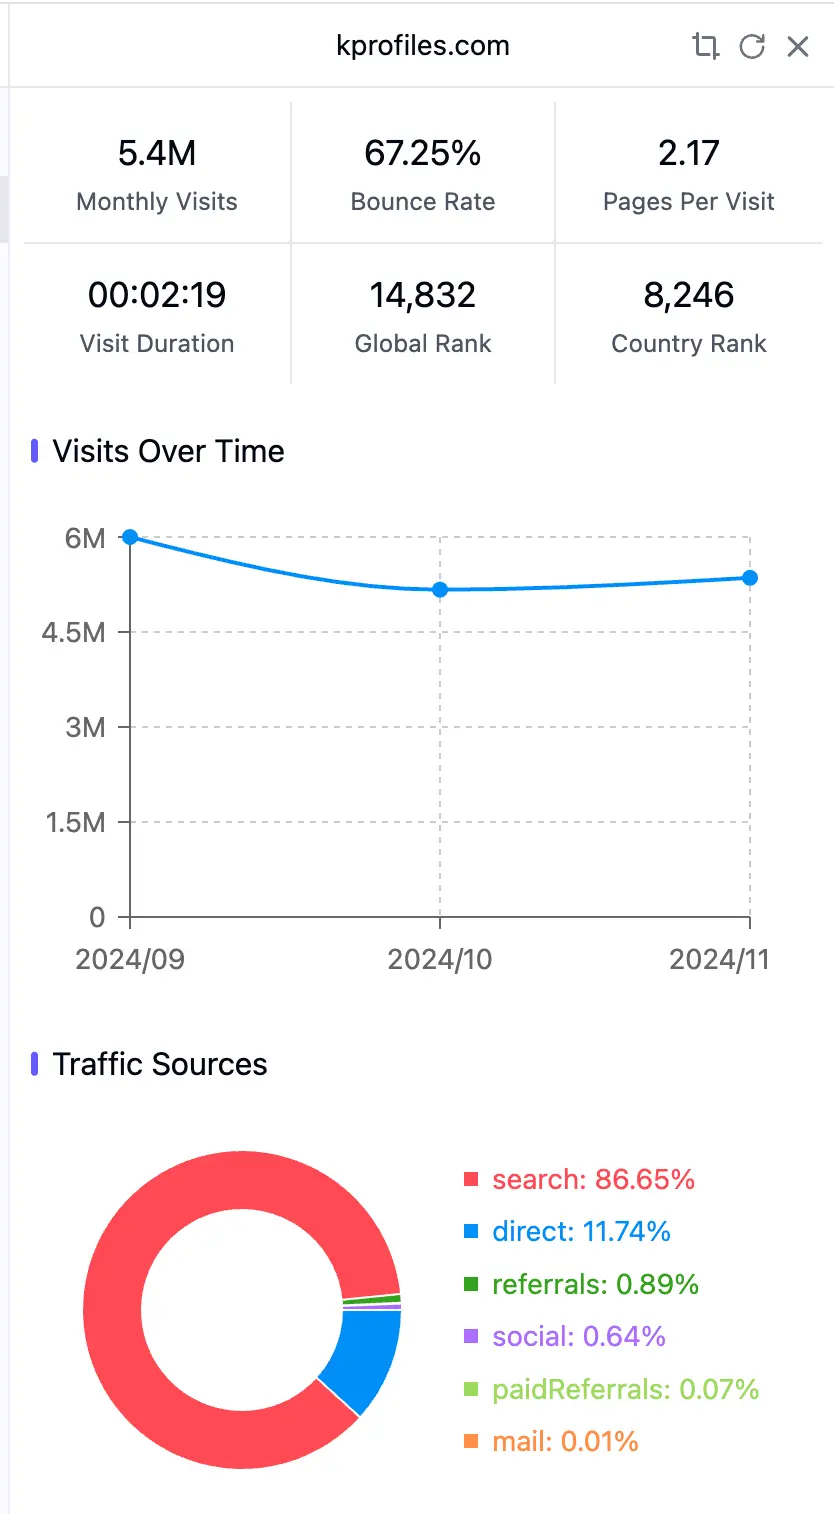 kprofiles.com
5.4M
Monthly Visits
67.25%
Bounce Rate
2.17
Pages Per Visit
00:02:19
Visit Duration
14,832
Global Rank
8,246
Country Rank
Visits Over Time
6M
4.5M
3M
1.5M
0
2024/09
2024/10
2024/11
Traffic Sources
search: 86.65%
direct: 11.74%
referrals: 0.89%
social: 0.64%
paidReferrals: 0.07%
mail: 0.01%